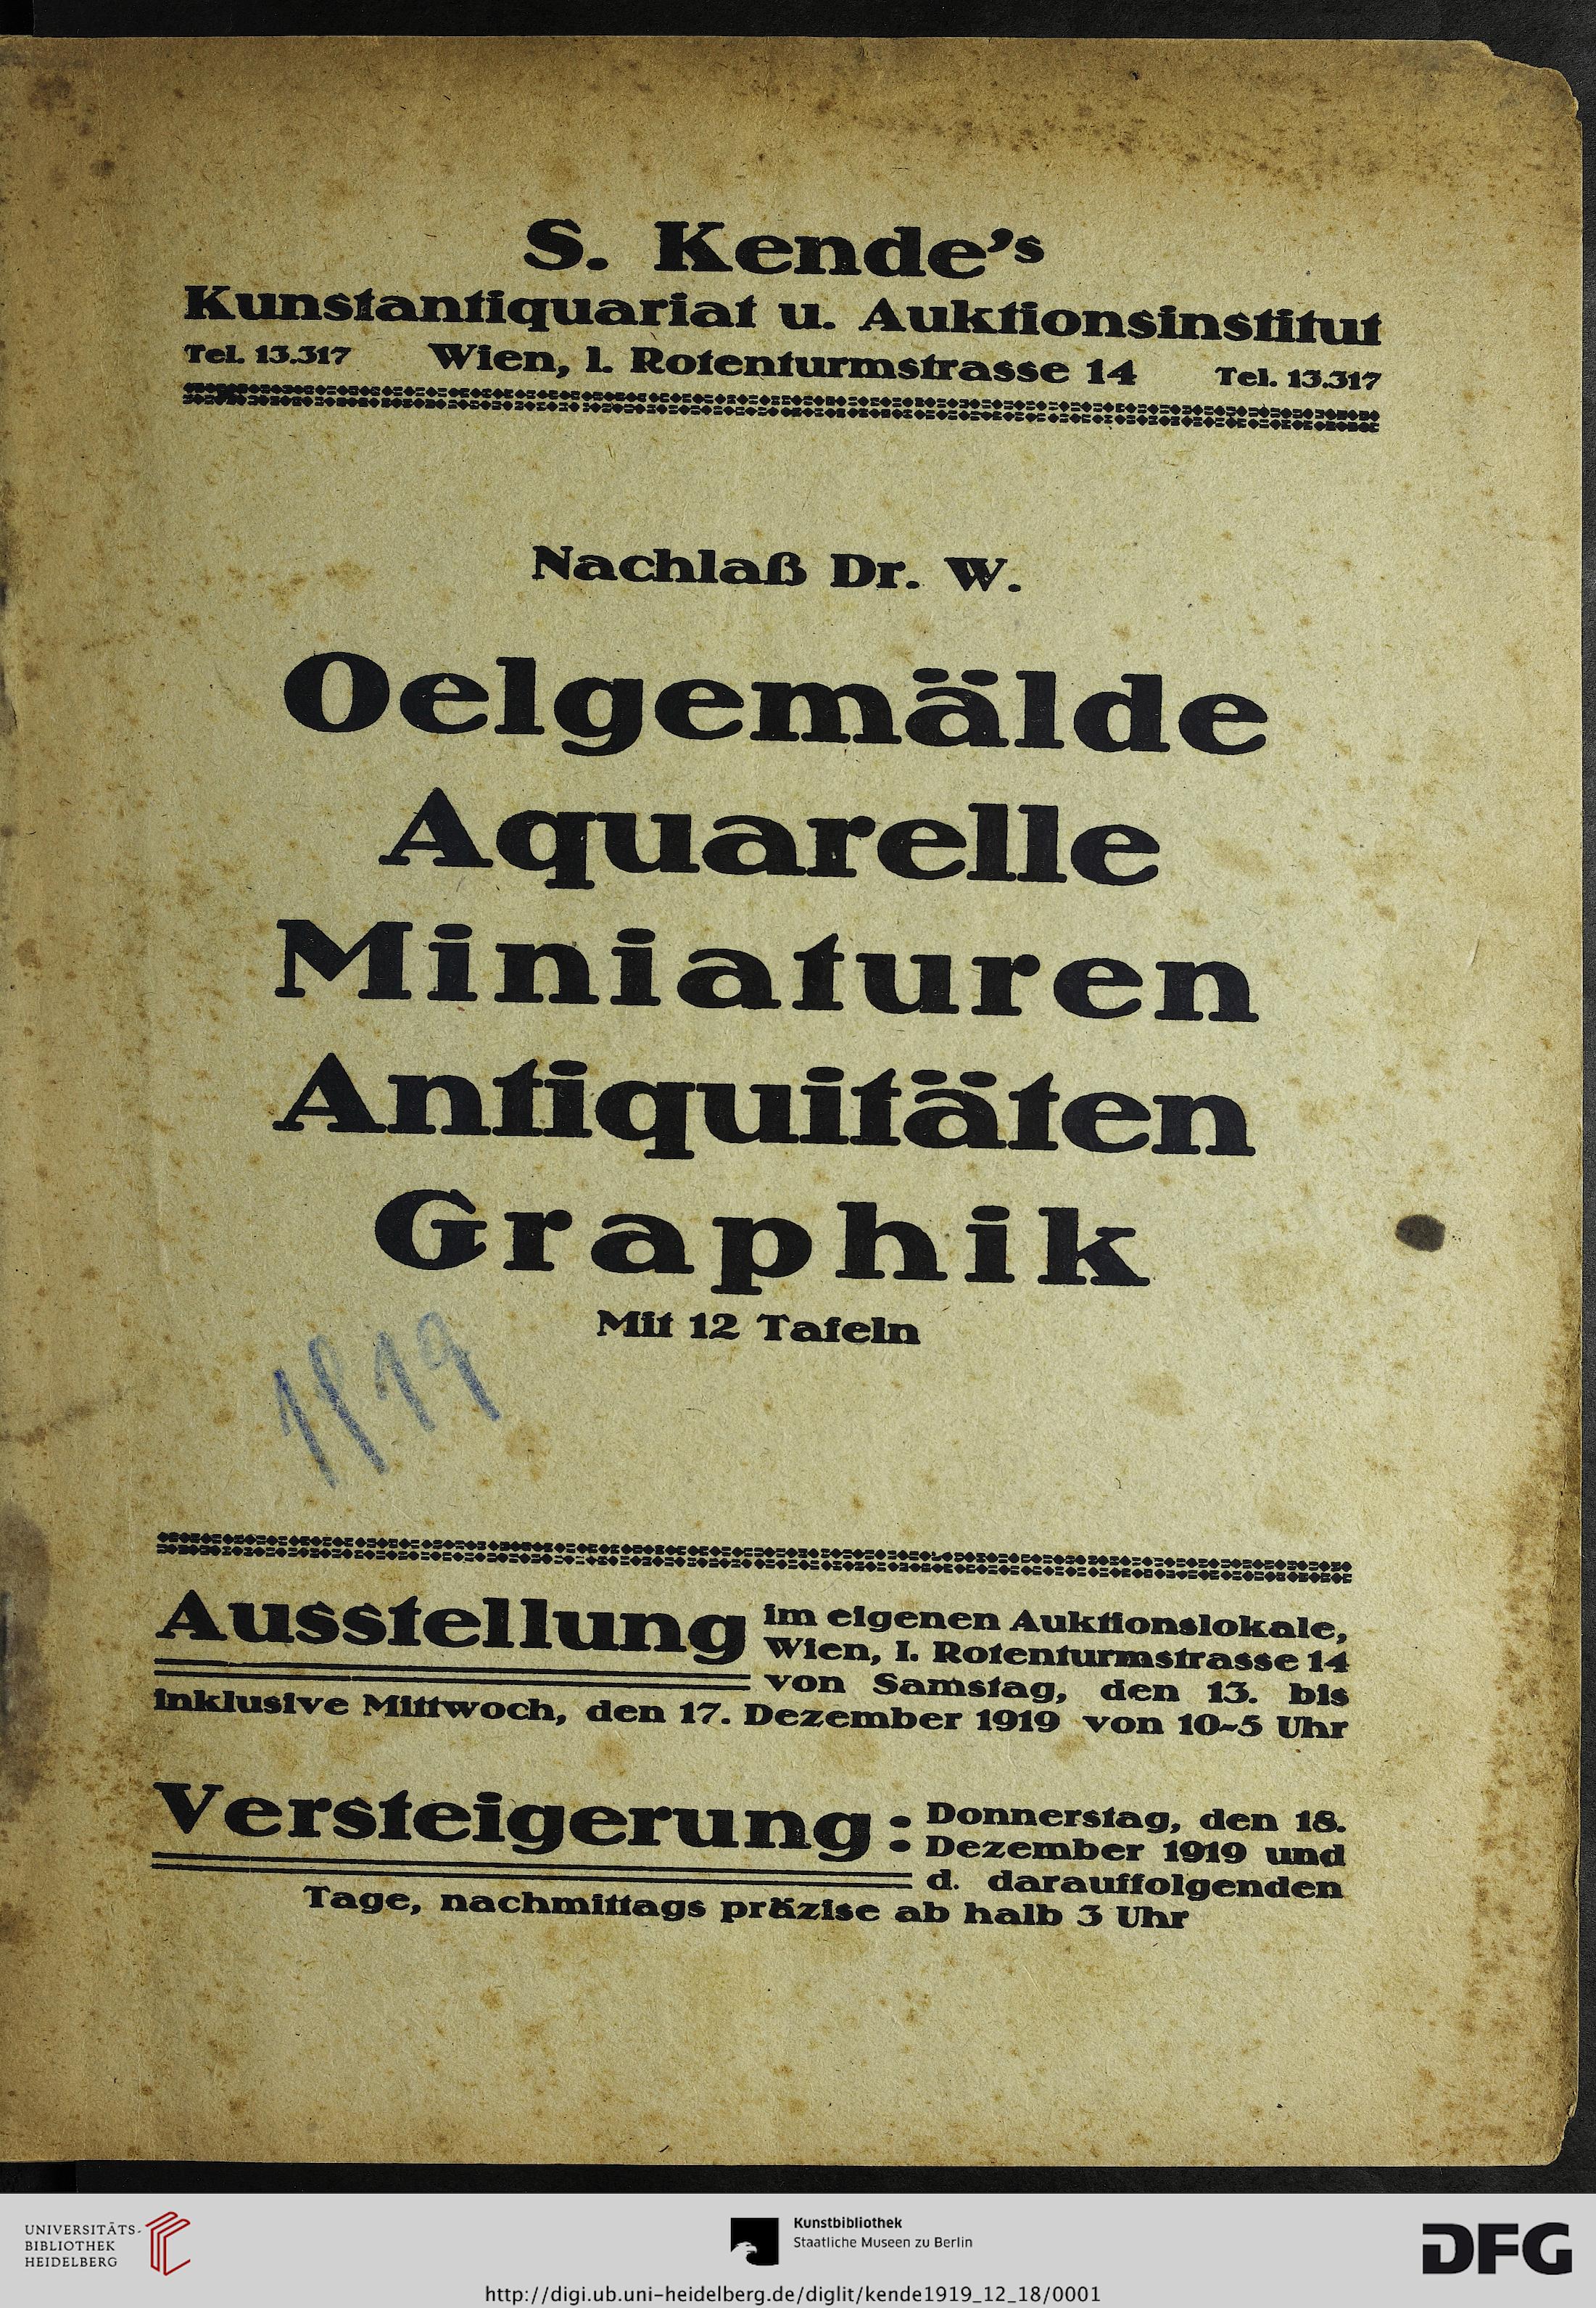 S. Kende's
Kunstantiquariat u. Auktionsinstitut
Tel. 13.317 Wien, I. Rotenturmstrasse 14 Tel. 13.317
Nachlaß Dr. W.
Oelgemälde
Aquarelle
Miniaturen
Antiquitäten
Graphik
Mit 12 Tafeln
Ausstellung im eigenen Auktionslokale,
Wien, I. Rotenturmstrasse 14
von Samstag, den 13. bis
inklusive Mittwoch, den 17. Dezember 1919 von 10-5 Uhr
Versteigerung: Donnerstag, den 18.
Dezember 1919 und
d. darauffolgenden
Tage, nachmittags präzise ab halb 3 Uhr
UNIVERSITÄTS-
BIBLIOTHEK
HEIDELBERG
Kunstbibliothek
Staatliche Museen zu Berlin
DFG
http://digi.ub.uni-heidelberg.de/diglit/kende1919_12_18/0001